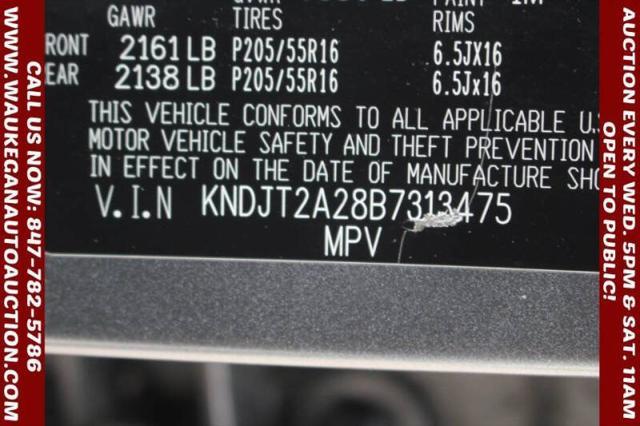 WWW.WAUKEGANAUTOAUCTION.COM
CALL US NOW: 847-782-5786
GAWR TIRES RIMS
RONT 2161 LB P205/55R16 6.5JX16
EAR 2138 LB P205/55R16 6.5Jx16
THIS VEHICLE CONFORMS TO ALL APPLICABLE U.S
MOTOR VEHICLE SAFETY AND THEFT PREVENTION
IN EFFECT ON THE DATE OF MANUFACTURE SHO
V.I.N KNDJT2A28B7313475
MPV
AUCTION EVERY WED. 5PM & SAT. 11AM
OPEN TO PUBLIC!